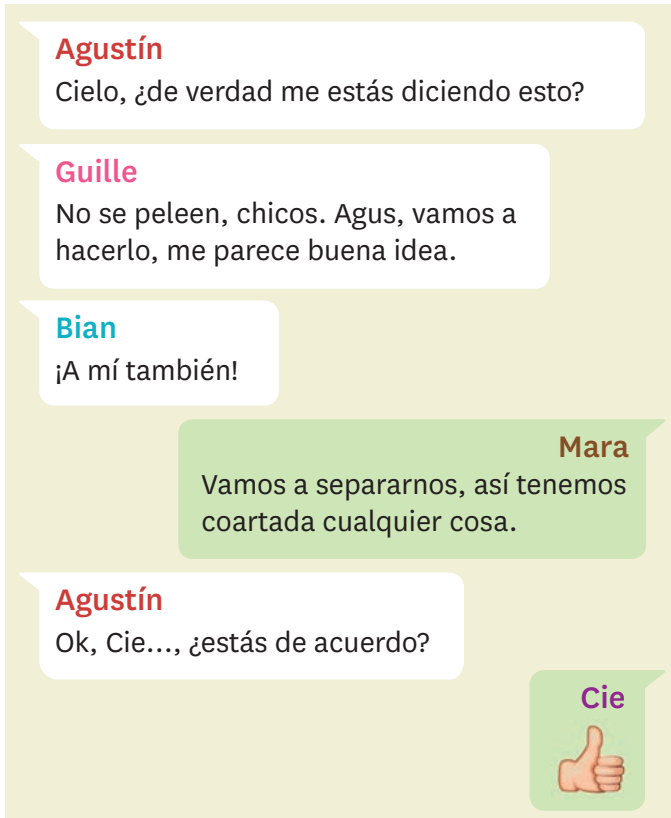 Agustín
Cielo, ¿de verdad me estás diciendo esto?
Guille
No se peleen, chicos. Agus, vamos a
hacerlo, me parece buena idea.
Bian
¡A mí también!
Mara
Vamos a separarnos, así tenemos
coartada cualquier cosa.
Agustín
Ok, Cie..., ¿estás de acuerdo?
Cie